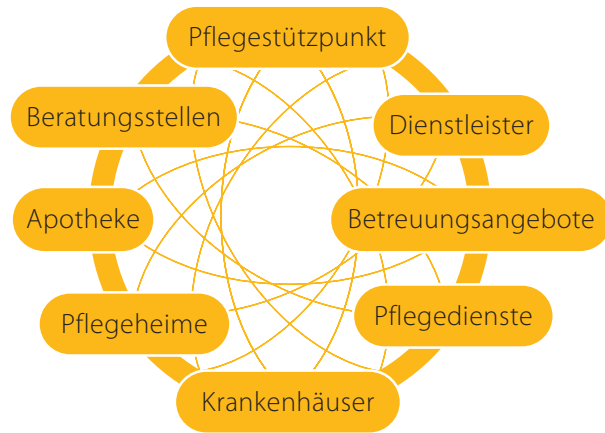 Pflegestützpunkt
Beratungsstellen
Dienstleister
Apotheke
Betreuungsangebote
Pflegeheime
Pflegedienste
Krankenhäuser